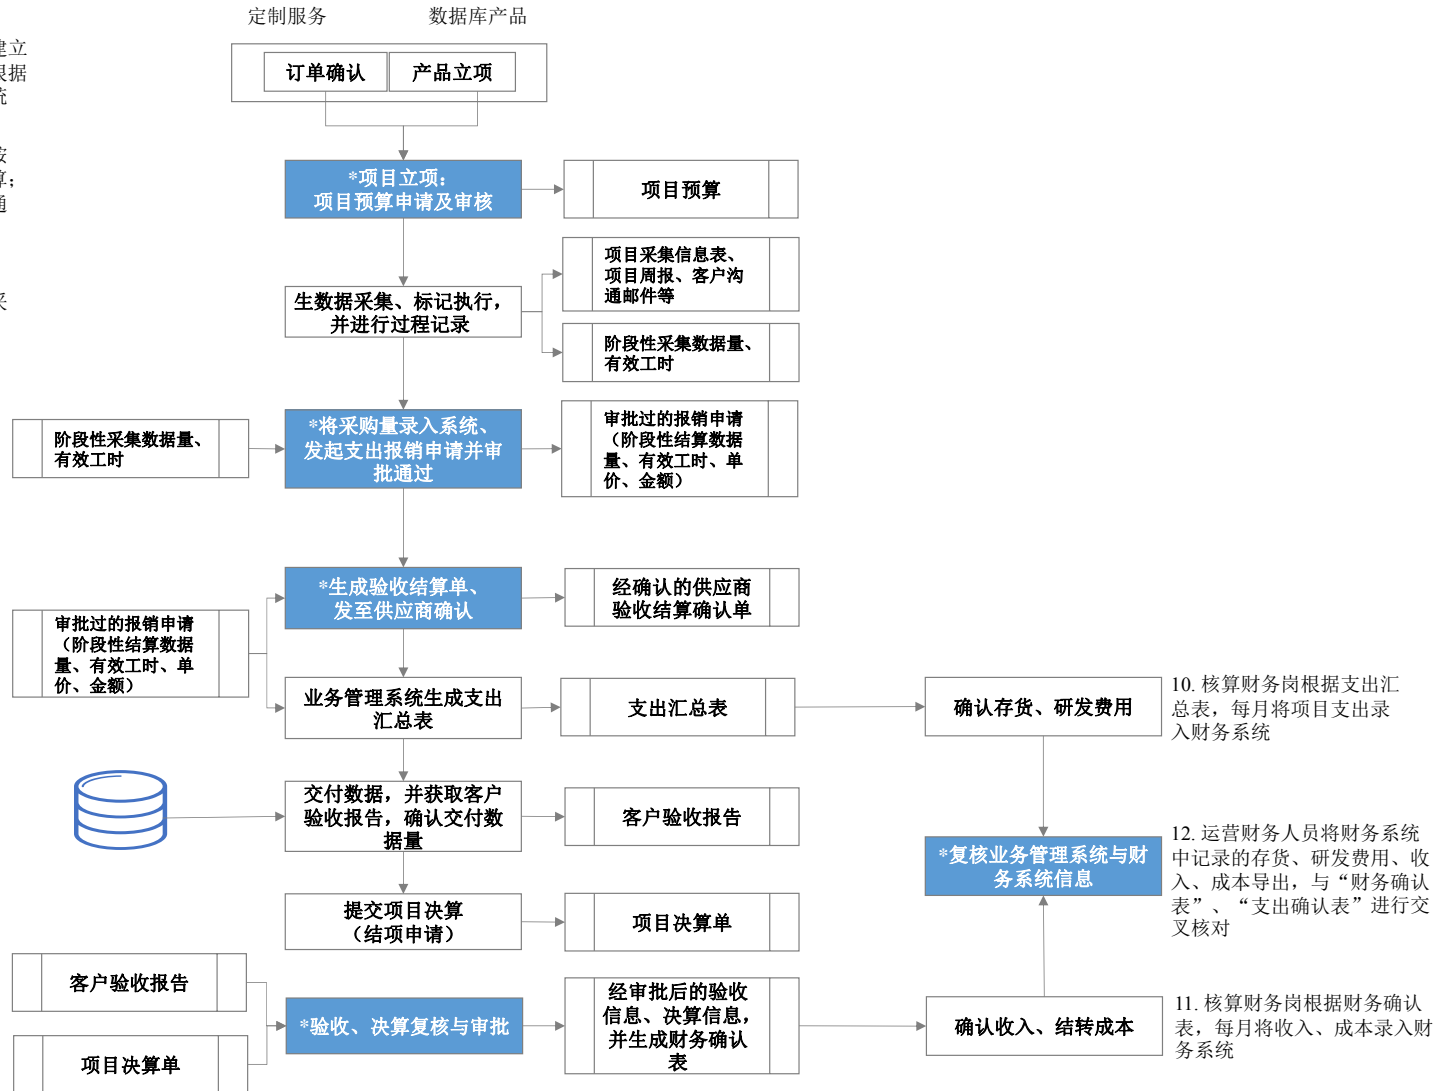 定制服务
数据库产品
建立
根据
订单确认
产品立项
*项目立项：
项目预算申请及审核
项目预算
算；
通
项目采集信息表、
项目周报、客户沟
通邮件等
采
生数据采集、标记执行，
并进行过程记录
阶段性采集数据量、
有效工时
阶段性采集数据量、
有效工时
*将采购量录入系统、
发起支出报销申请并审
批通过
审批过的报销申请
（阶段性结算数据
量、有效工时、单
价、金额）
*生成验收结算单、
发至供应商确认
经确认的供应商
验收结算确认单
审批过的报销申请
（阶段性结算数据
量、有效工时、单
价、金额）
业务管理系统生成支出
汇总表
支出汇总表
确认存货、研发费用
10. 核算财务岗根据支出汇
总表，每月将项目支出录
入财务系统
交付数据，并获取客户
验收报告，确认交付数
据量
客户验收报告
*复核业务管理系统与财
务系统信息
12. 运营财务人员将财务系统
中记录的存货、研发费用、收
入、成本导出，与“财务确认
表”、“支出确认表”进行交
叉核对
提交项目决算
（结项申请）
项目决算单
客户验收报告
*验收、决算复核与审批
经审批后的验收
信息、决算信息，
并生成财务确认
表
确认收入、结转成本
11. 核算财务岗根据财务确认
表，每月将收入、成本录入财
务系统
项目决算单